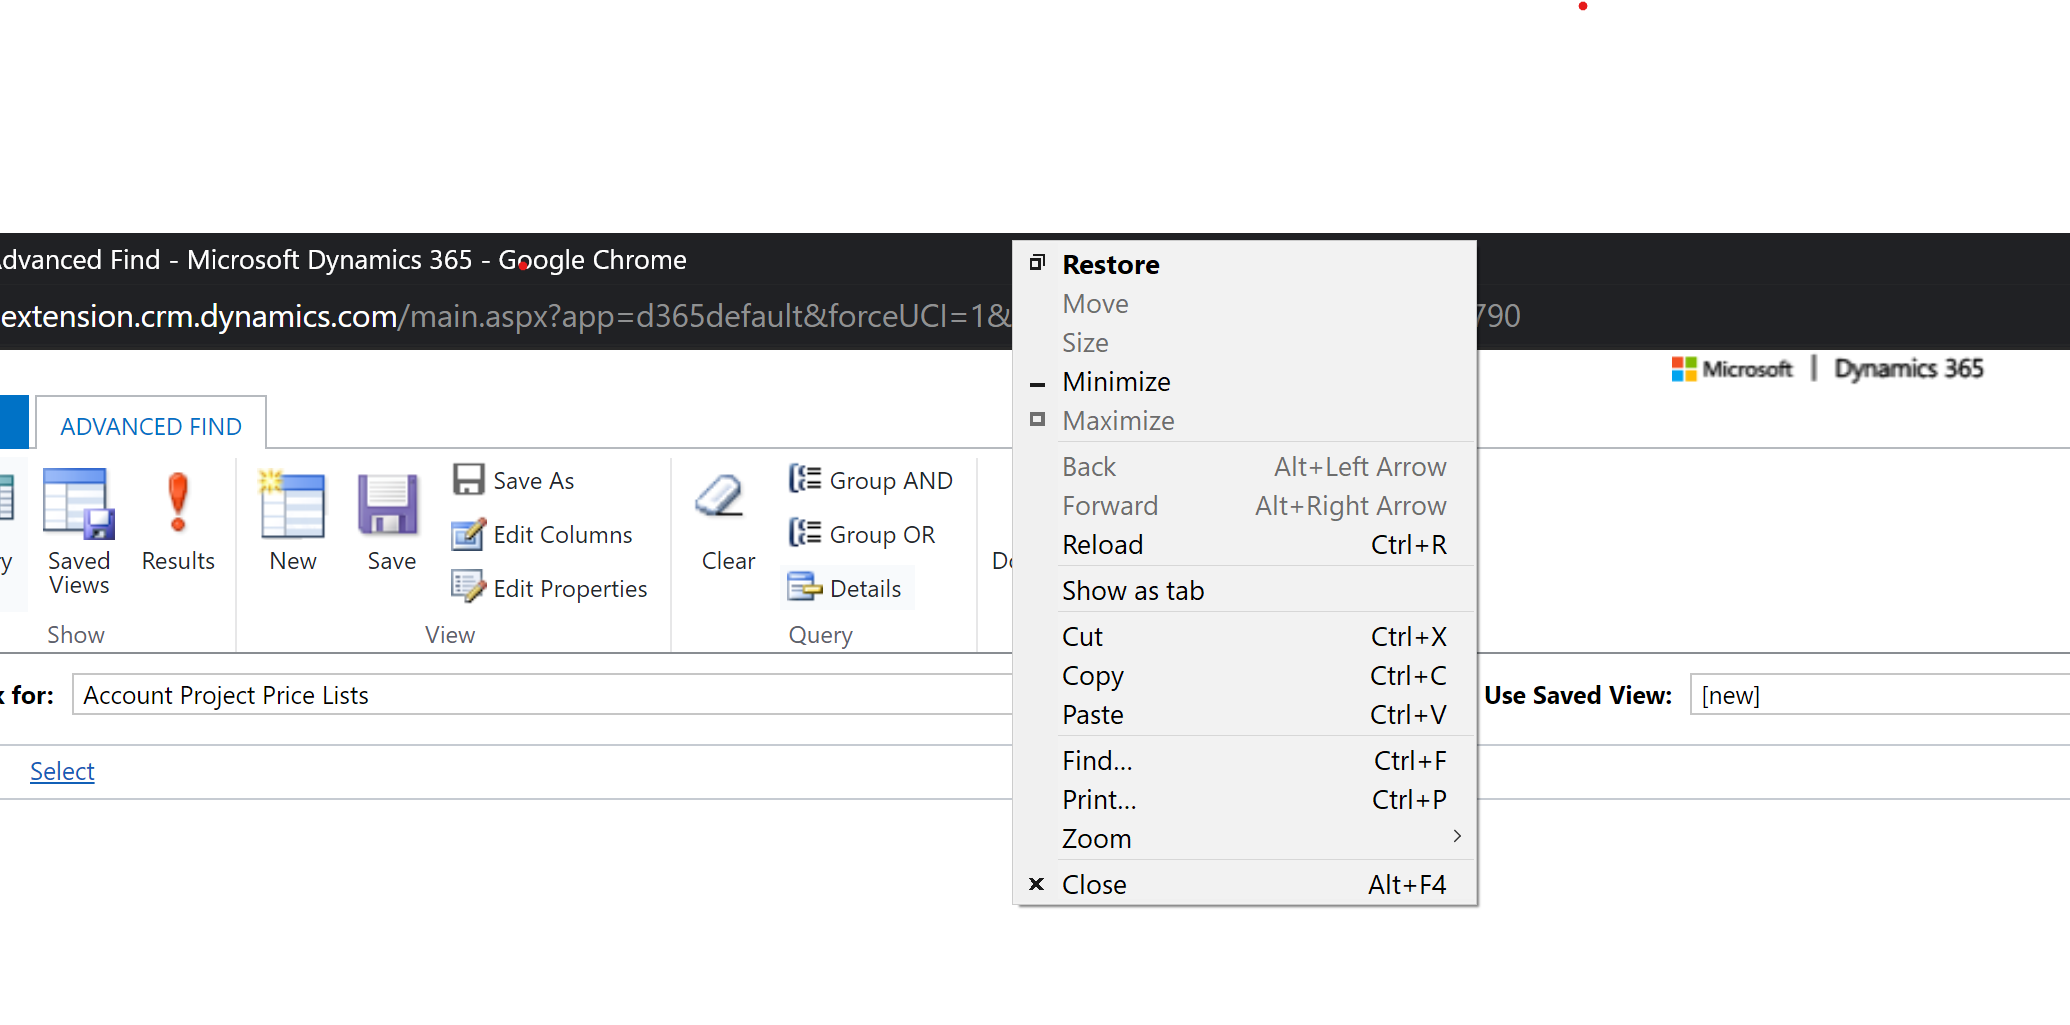 dvanced Find - Microsoft Dynamics 365 - Google Chrome
extension.crm.dynamics.com/main.aspx?app=d365default&forceUCI=1&
790
Microsoft | Dynamics 365
ADVANCED FIND
y
Saved
Views
Results
Show
New
Save
Save As
Edit Columns
Edit Properties
View
Clear
Group AND
Group OR
Details
Query
Do
Restore
Move
Size
Minimize
Maximize
Back Alt+Left Arrow
Forward Alt+Right Arrow
Reload Ctrl+R
Show as tab
Cut Ctrl+X
Copy Ctrl+C
Paste Ctrl+V
Find... Ctrl+F
Print... Ctrl+P
Zoom
Close Alt+F4
k for: Account Project Price Lists
Use Saved View: [new]
Select